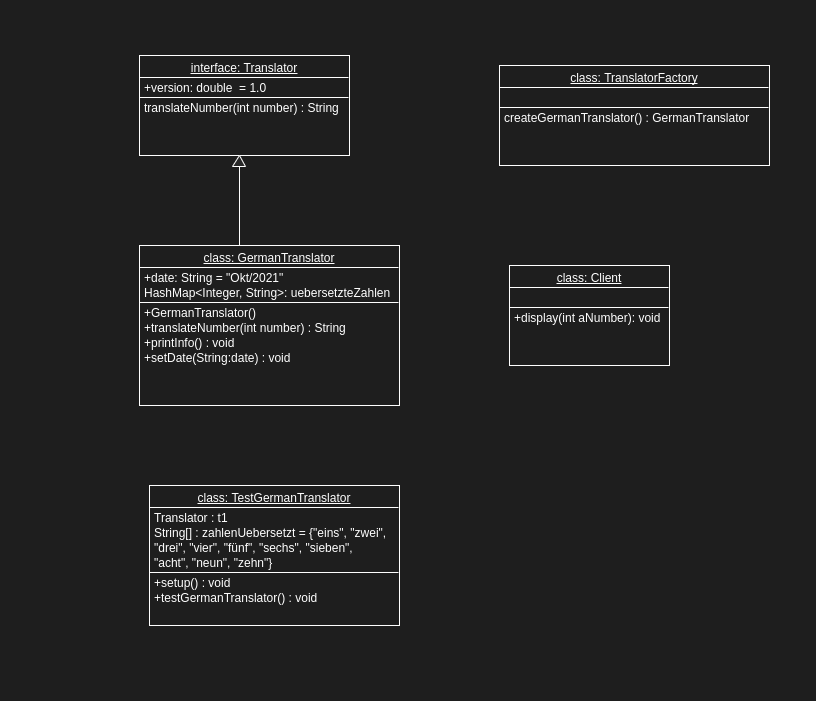 interface: Translator
+version: double  = 1.0
translateNumber(int number) : String
class: TranslatorFactory
createGermanTranslator() : GermanTranslator
class: GermanTranslator
+date: String = "Okt/2021"
HashMap<Integer, String>: uebersetzteZahlen
+GermanTranslator()
+translateNumber(int number) : String
+printInfo() : void
+setDate(String:date) : void
class: Client
+display(int aNumber): void
class: TestGermanTranslator
Translator : t1
String[] : zahlenUebersetzt = {"eins", "zwei",
"drei", "vier", "fünf", "sechs", "sieben",
"acht", "neun", "zehn"}
+setup() : void
+testGermanTranslator() : void